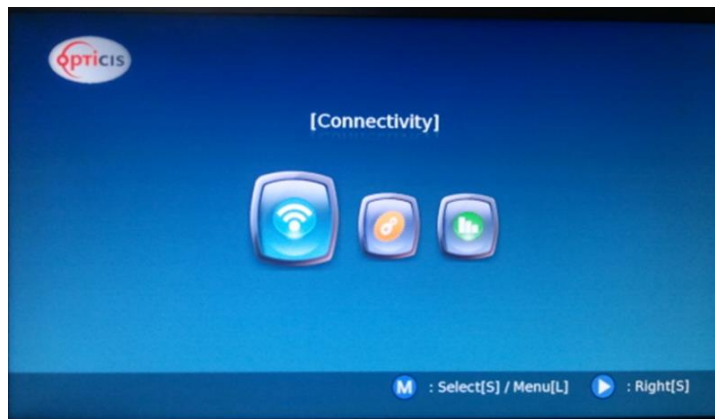 OPTICIS
[Connectivity]
M : Select[S] / Menu[L] : Right[S]